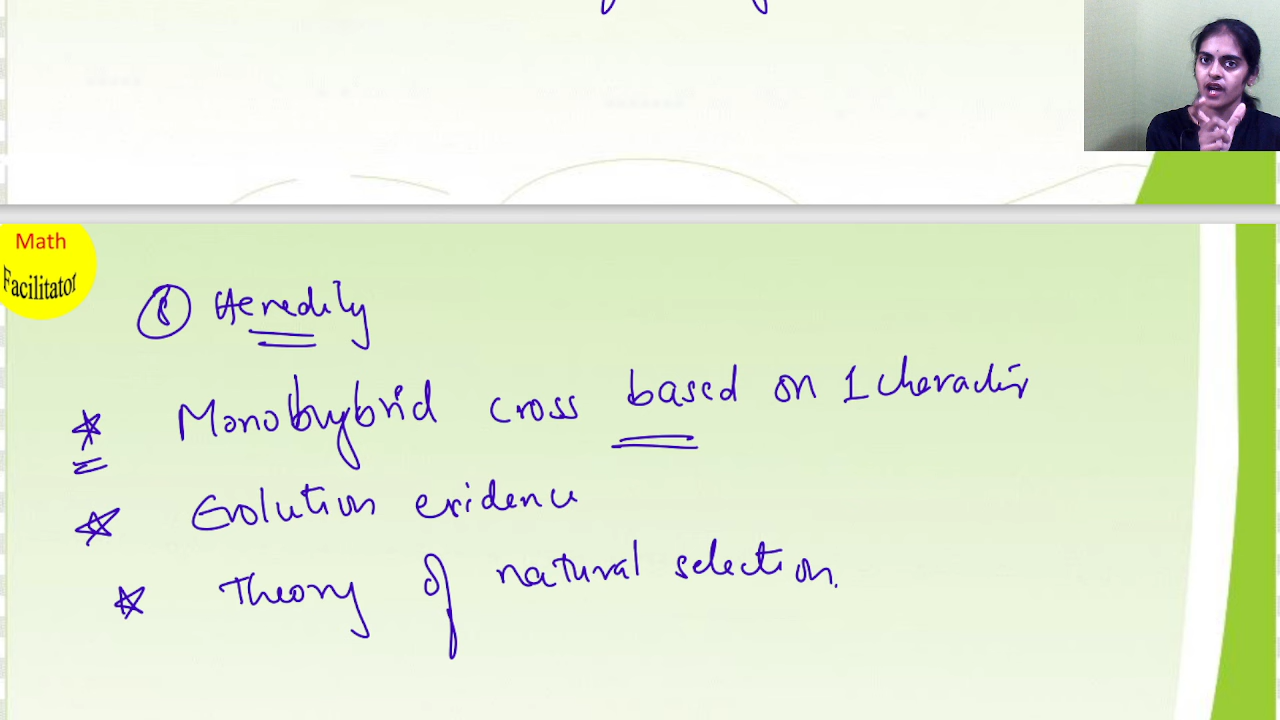 Math
Facilitator
⑧ Heredity
* Monohybrid cross based on 1 character
* Evolution evidence
* Theory of natural selection.